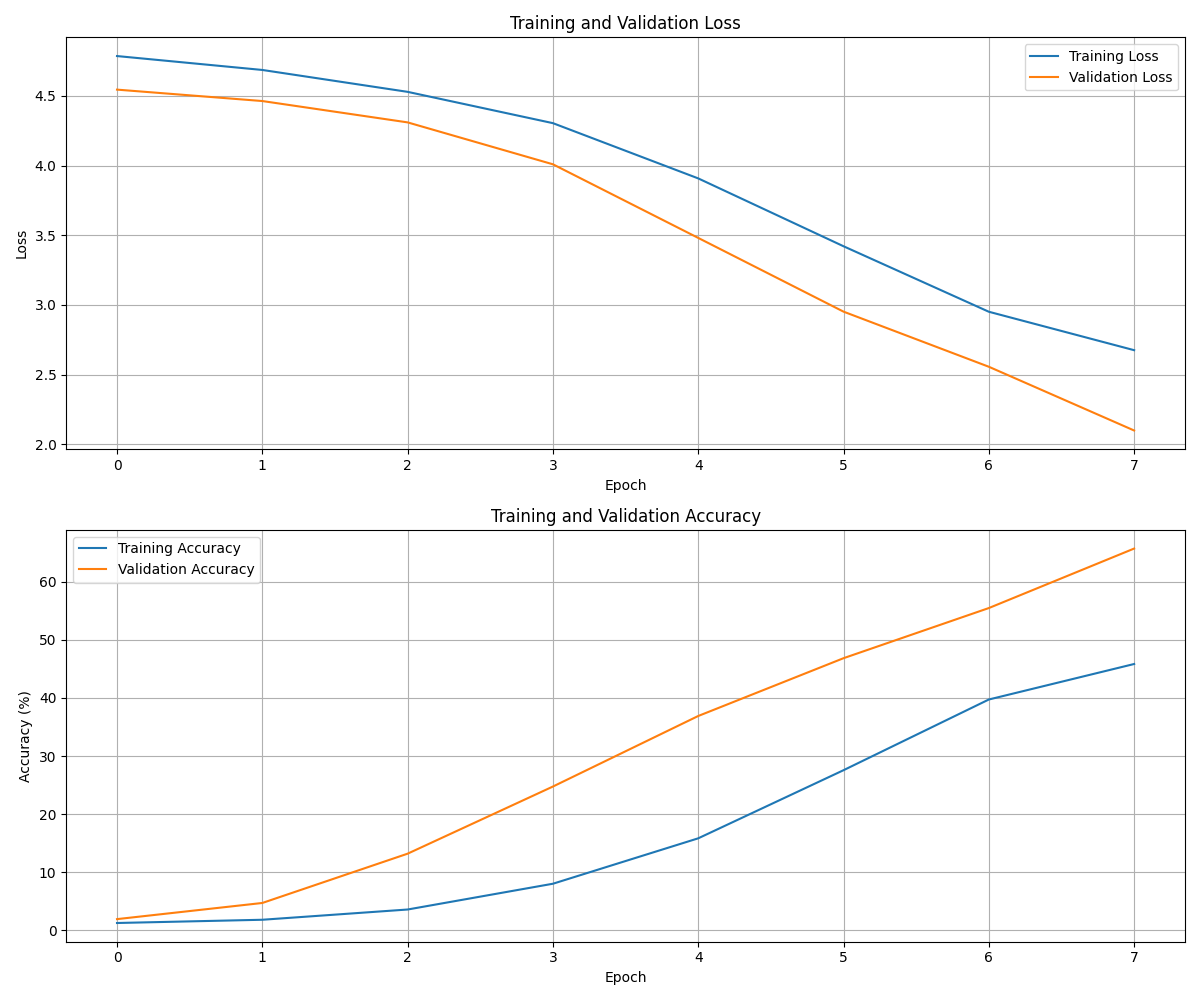 Training and Validation Loss
Training Loss
Validation Loss
4.5
4.0
3.5
3.0
2.5
2.0
Loss
0 1 2 3 4 5 6 7
Epoch
Training and Validation Accuracy
Training Accuracy
Validation Accuracy
60
50
40
30
20
10
0
Accuracy (%)
0 1 2 3 4 5 6 7
Epoch